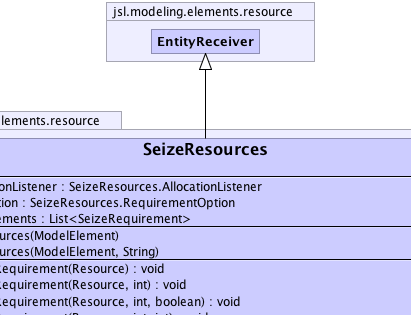 jsl.modeling.elements.resource
EntityReceiver
elements.resource
SeizeResources
onListener : SeizeResources.AllocationListener
tion : SeizeResources.RequirementOption
ements : List<SeizeRequirement>
urces(ModelElement)
urces(ModelElement, String)
Requirement(Resource) : void
Requirement(Resource, int) : void
Requirement(Resource, int, boolean) : void